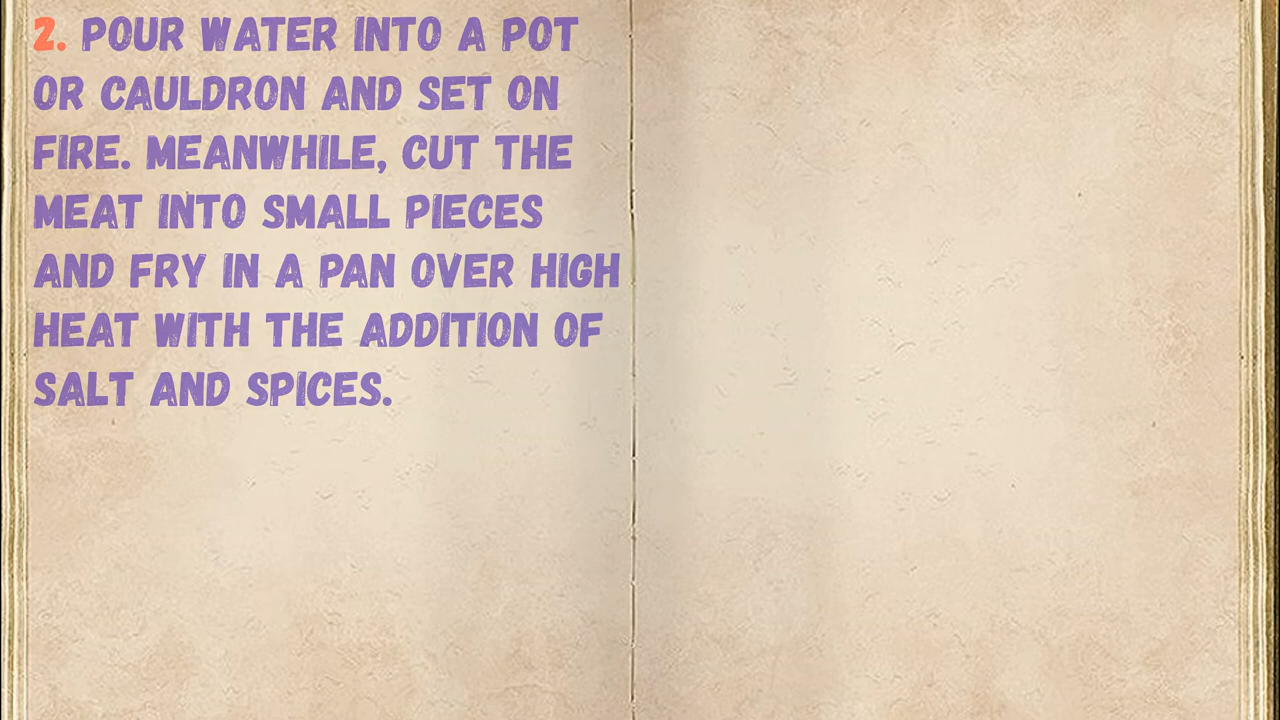 2. POUR WATER INTO A POT
OR CAULDRON AND SET ON
FIRE. MEANWHILE, CUT THE
MEAT INTO SMALL PIECES
AND FRY IN A PAN OVER HIGH
HEAT WITH THE ADDITION OF
SALT AND SPICES.